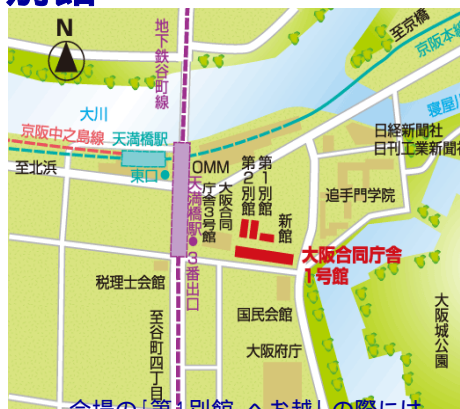 別館
N
至京橋
京阪本線
地下鉄谷町線
大川
寝屋川
京阪中之島線
天満橋駅
日経新聞社
日刊工業新聞社
至北浜
東口
OMM
大阪合同
庁舎3号館
第2別館
第1別館
新館
追手門学院
天満橋駅
3番出口
大阪合同庁舎
1号館
税理士会館
国民会館
大阪城公園
至谷町四丁目
大阪府庁
会場の「第1別館」へお越しの際には